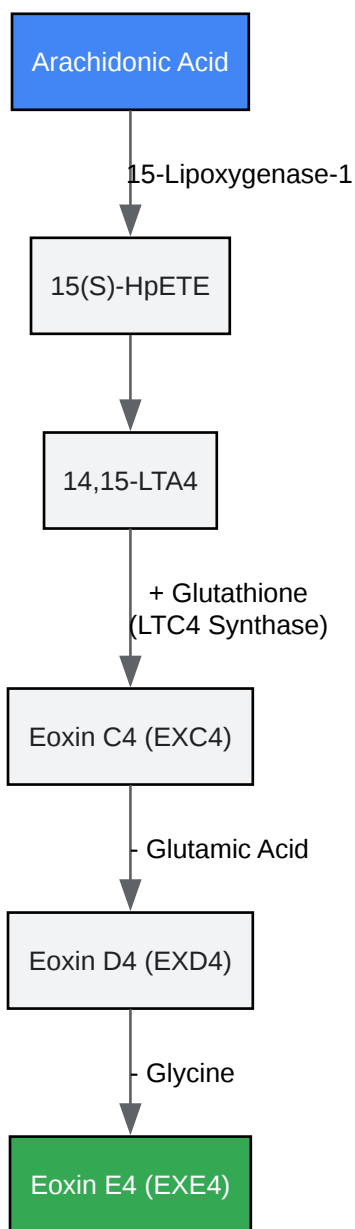 Arachidonic Acid
15-Lipoxygenase-1
15(S)-HpETE
14,15-LTA4
+ Glutathione
(LTC4 Synthase)
Eoxin C4 (EXC4)
- Glutamic Acid
Eoxin D4 (EXD4)
- Glycine
Eoxin E4 (EXE4)